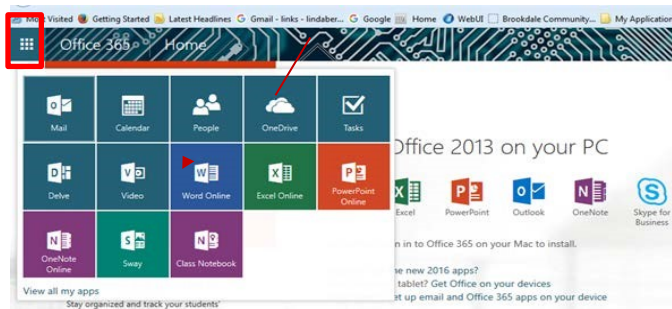 Most Visited Getting Started Latest Headlines Gmail - links - lindaber... Google Home WebUI Brookdale Community... My Application
Office 365 Home
Mail Calendar People OneDrive Tasks
Office 2013 on your PC
Delve Video Word Online Excel Online PowerPoint Online
Excel PowerPoint Outlook OneNote Skype for Business
OneNote Online Sway Class Notebook
n in to Office 365 on your Mac to install.
e new 2016 apps?
tablet? Get Office on your devices
View all my apps
et up email and Office 365 apps on your device
Stay organized and track your students'